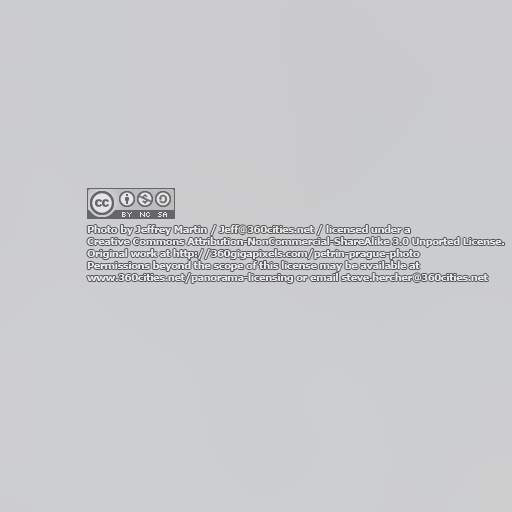 cc BY NC SA
Photo by Jeffrey Martin / Jeff@360cities.net / licensed under a
Creative Commons Attribution-NonCommercial-ShareAlike 3.0 Unported License.
Original work at http://360gigapixels.com/petrin-prague-photo
Permissions beyond the scope of this license may be available at
www.360cities.net/panorama-licensing or email steve.hercher@360cities.net